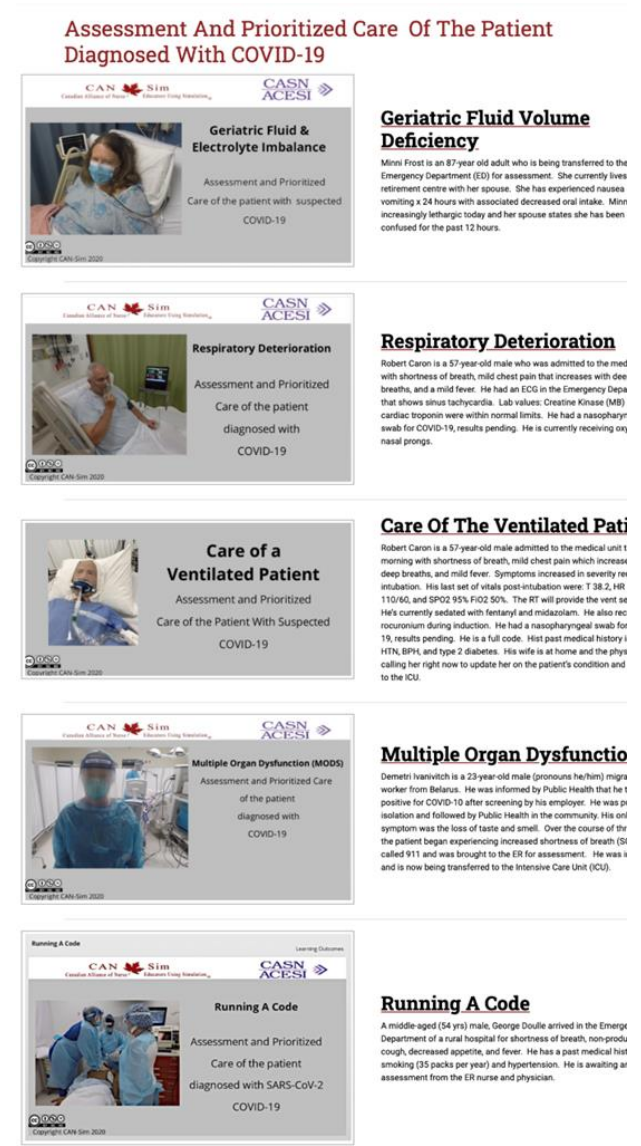 Assessment And Prioritized Care Of The Patient
Diagnosed With COVID-19
CAN Sim
CASN
ACESI
Geriatric Fluid &
Electrolyte Imbalance
Assessment and Prioritized
Care of the patient with suspected
COVID-19
Copyright CAN-Sim 2020
Geriatric Fluid Volume
Deficiency
Minni Frost is an 87-year old adult who is being transferred to the
Emergency Department (ED) for assessment. She currently lives
retirement centre with her spouse. She has experienced nausea
vomiting x 24 hours with associated decreased oral intake. Minn
increasingly lethargic today and her spouse states she has been
confused for the past 12 hours.
CAN Sim
CASN
ACESI
Respiratory Deterioration
Assessment and Prioritized
Care of the patient
diagnosed with
COVID-19
Copyright CAN-Sim 2020
Respiratory Deterioration
Robert Caron is a 57-year-old male who was admitted to the med
with shortness of breath, mild chest pain that increases with dee
breaths, and a mild fever. He had an ECG in the Emergency Depa
that shows sinus tachycardia. Lab values: Creatine Kinase (MB)
cardiac troponin were within normal limits. He had a nasopharyn
swab for COVID-19, results pending. He is currently receiving oxy
nasal prongs.
Care of a
Ventilated Patient
Assessment and Prioritized
Care of the Patient With Suspected
COVID-19
Copyright CAN-Sim 2020
Care Of The Ventilated Pati
Robert Caron is a 57-year-old male admitted to the medical unit t
morning with shortness of breath, mild chest pain which increase
deep breaths, and mild fever. Symptoms increased in severity req
intubation. His last set of vitals post-intubation were: T 38.2, HR
110/60, and SPO2 95% FiO2 50%. The RT will provide the vent se
He's currently sedated with fentanyl and midazolam. He also rec
rocuronium during induction. He had a nasopharyngeal swab for
19, results pending. He is a full code. Hist past medical history i
HTN, BPH, and type 2 diabetes. His wife is at home and the phys
calling her right now to update her on the patient's condition and
to the ICU.
CAN Sim
CASN
ACESI
Multiple Organ Dysfunction (MODS)
Assessment and Prioritized Care
of the patient
diagnosed with
COVID-19
Copyright CAN-Sim 2020
Multiple Organ Dysfunctio
Demetri Ivanivitch is a 23-year-old male (pronouns he/him) migra
worker from Belarus. He was informed by Public Health that he t
positive for COVID-10 after screening by his employer. He was pu
isolation and followed by Public Health in the community. His onl
symptom was the loss of taste and smell. Over the course of thr
the patient began experiencing increased shortness of breath (SO
called 911 and was brought to the ER for assessment. He was in
and is now being transferred to the Intensive Care Unit (ICU).
Running A Code
Learning Outcomes
CAN Sim
CASN
ACESI
Running A Code
Assessment and Prioritized
Care of the patient
diagnosed with SARS-CoV-2
COVID-19
Copyright CAN-Sim 2020
Running A Code
A middle-aged (54 yrs) male, George Doulle arrived in the Emerge
Department of a rural hospital for shortness of breath, non-produ
cough, decreased appetite, and fever. He has a past medical hist
smoking (35 packs per year) and hypertension. He is awaiting an
assessment from the ER nurse and physician.